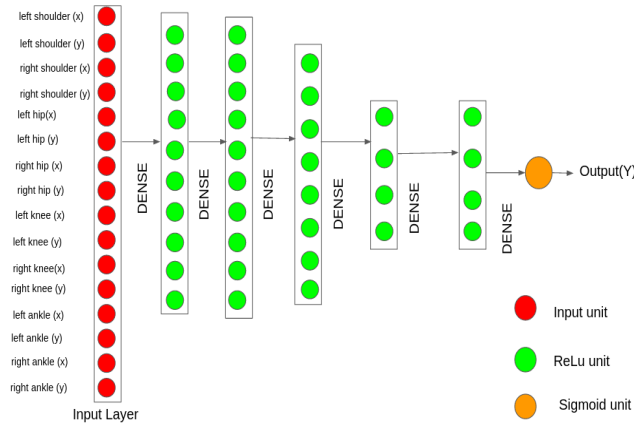 left shoulder (x)
left shoulder (y)
right shoulder (x)
right shoulder (y)
left hip(x)
left hip (y)
right hip (x)
right hip (y)
left knee (x)
left knee (y)
right knee(x)
right knee (y)
left ankle (x)
left ankle (y)
right ankle (x)
right ankle (y)
Input Layer
DENSE
DENSE
DENSE
DENSE
DENSE
DENSE
Output(Y)
Input unit
ReLu unit
Sigmoid unit